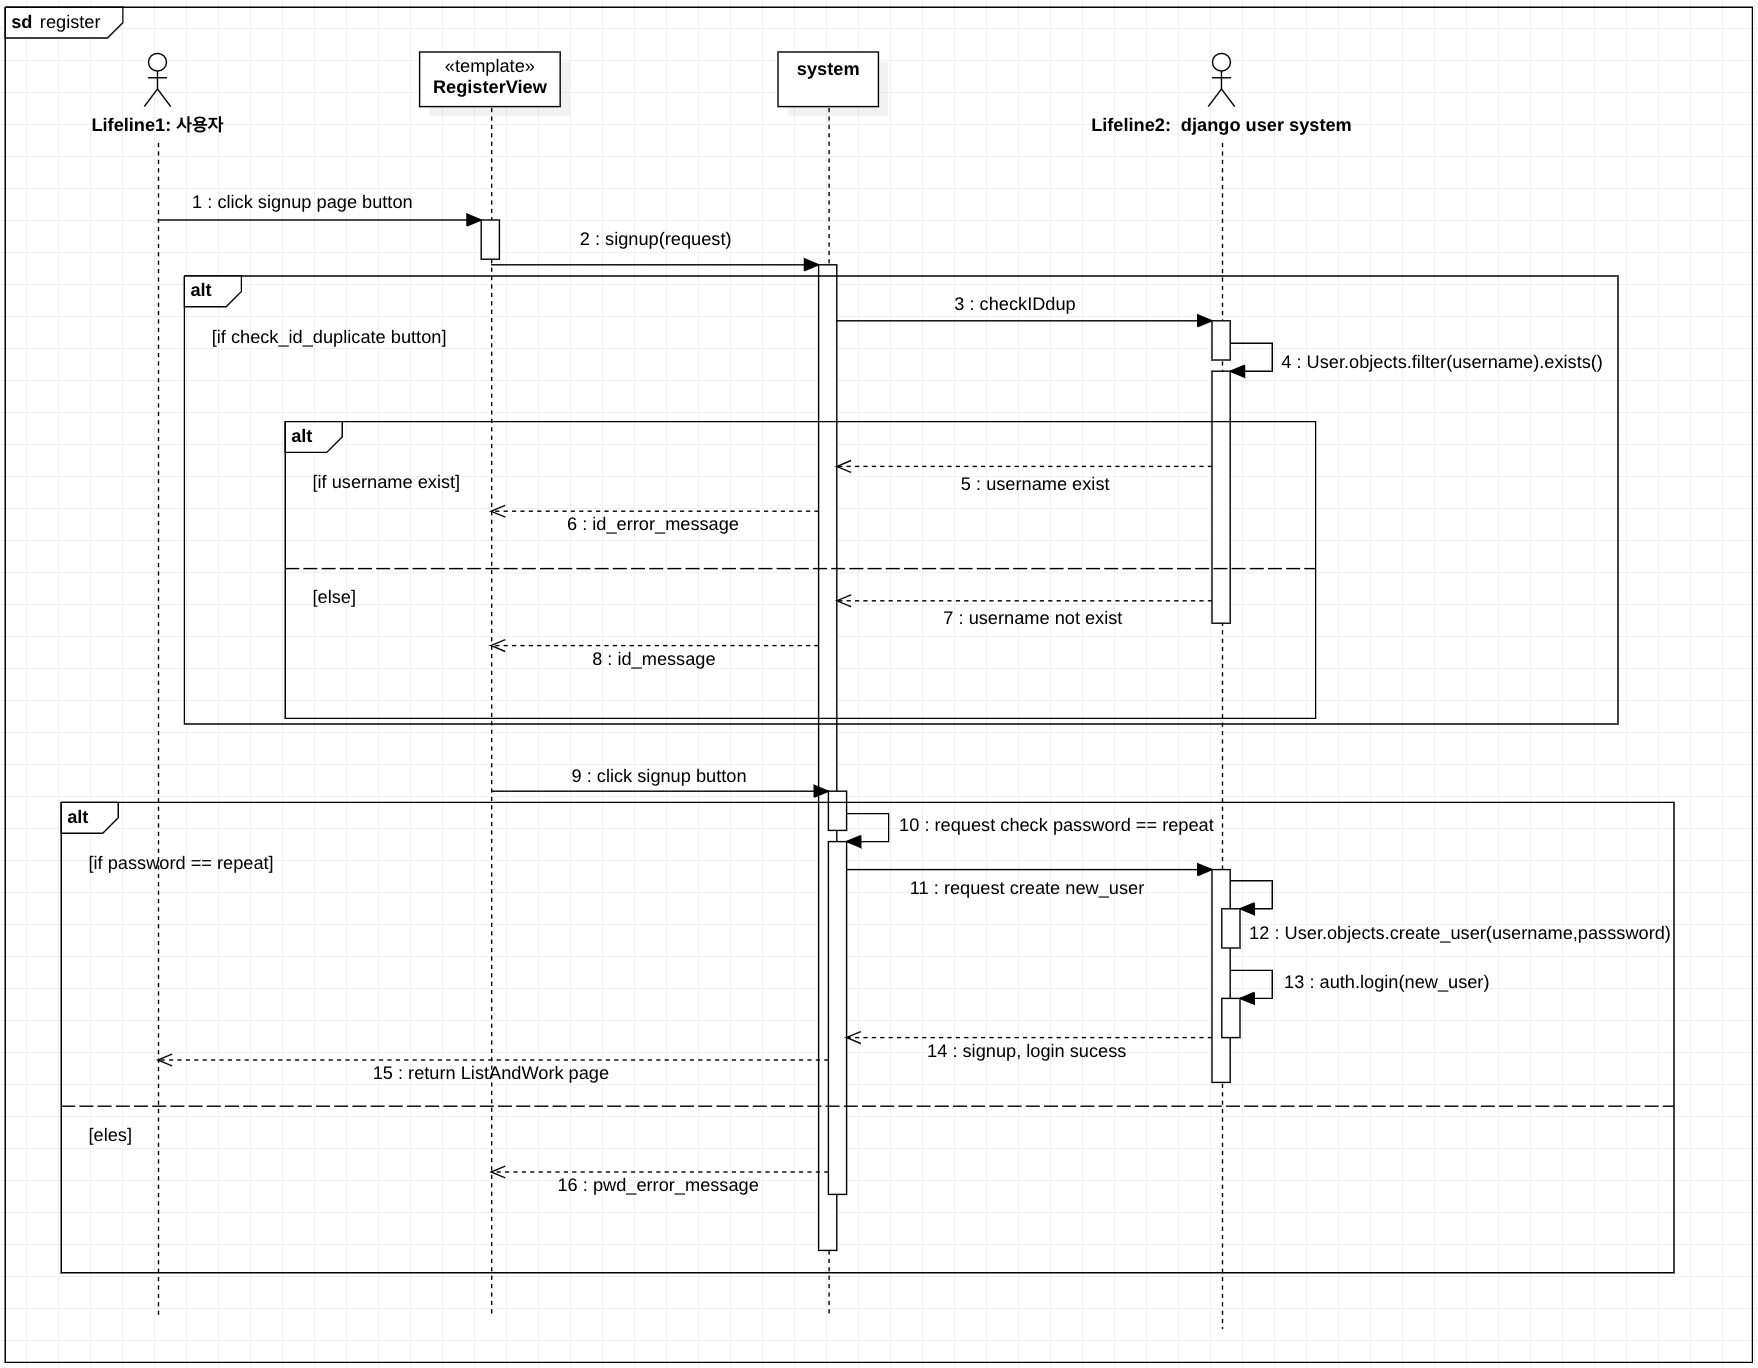 sd register
Lifeline1: 사용자
«template»
RegisterView
system
Lifeline2: django user system
1 : click signup page button
2 : signup(request)
alt
3 : checkIDdup
[if check_id_duplicate button]
4 : User.objects.filter(username).exists()
alt
[if username exist]
5 : username exist
6 : id_error_message
[else]
7 : username not exist
8 : id_message
9 : click signup button
alt
10 : request check password == repeat
[if password == repeat]
11 : request create new_user
12 : User.objects.create_user(username,passsword)
13 : auth.login(new_user)
14 : signup, login sucess
15 : return ListAndWork page
[eles]
16 : pwd_error_message